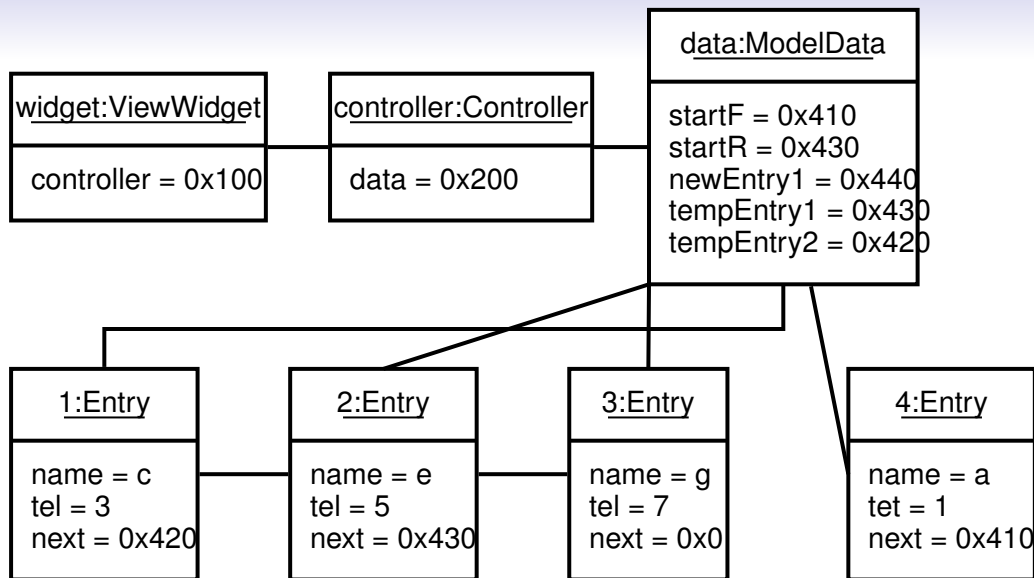 data:ModelData
startF = 0x410
startR = 0x430
newEntry1 = 0x440
tempEntry1 = 0x430
tempEntry2 = 0x420
widget:ViewWidget
controller = 0x100
controller:Controller
data = 0x200
1:Entry
name = c
tel = 3
next = 0x420
2:Entry
name = e
tel = 5
next = 0x430
3:Entry
name = g
tel = 7
next = 0x0
4:Entry
name = a
tet = 1
next = 0x410